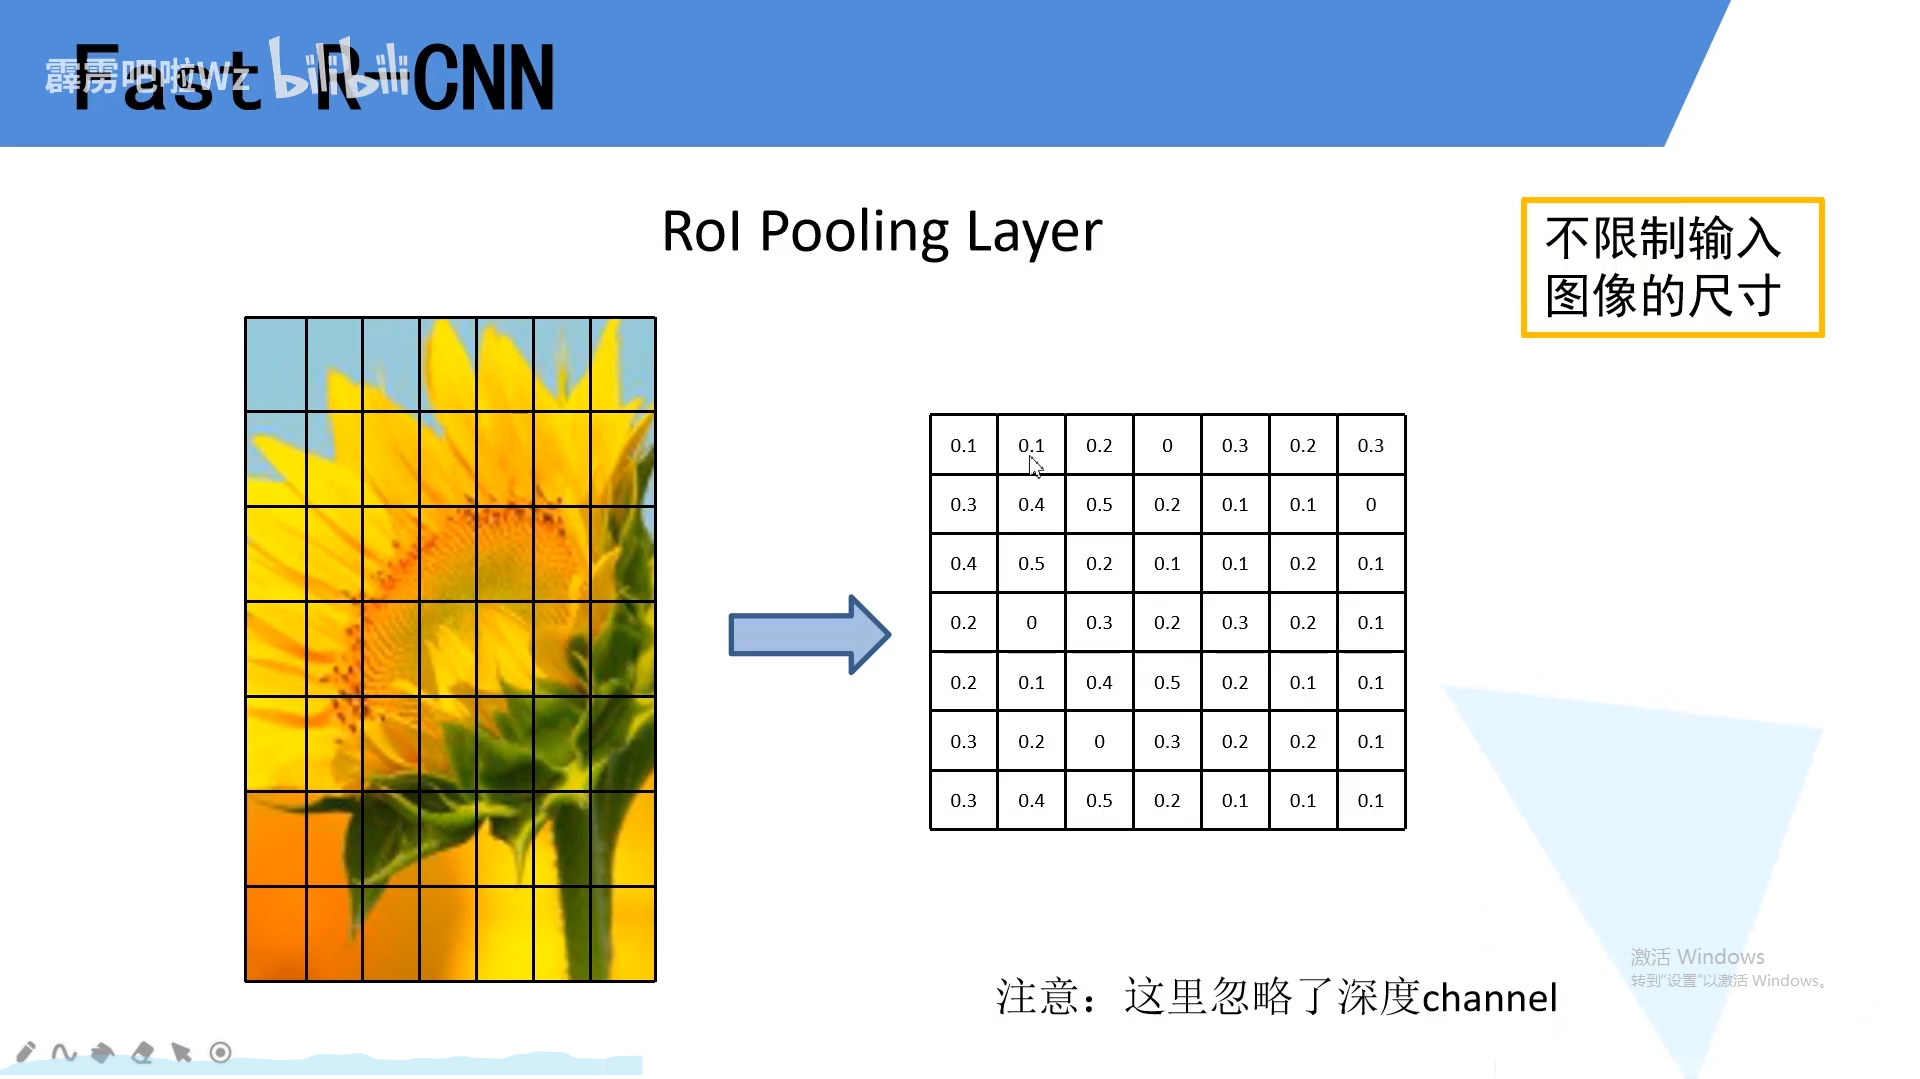 Fast R-CNN
霹雳吧啦Wz bilibili
RoI Pooling Layer
不限制输入
图像的尺寸
0.1 0.1 0.2 0 0.3 0.2 0.3
0.3 0.4 0.5 0.2 0.1 0.1 0
0.4 0.5 0.2 0.1 0.1 0.2 0.1
0.2 0 0.3 0.2 0.3 0.2 0.1
0.2 0.1 0.4 0.5 0.2 0.1 0.1
0.3 0.2 0 0.3 0.2 0.2 0.1
0.3 0.4 0.5 0.2 0.1 0.1 0.1
激活 Windows
转到“设置”以激活 Windows。
注意：这里忽略了深度channel